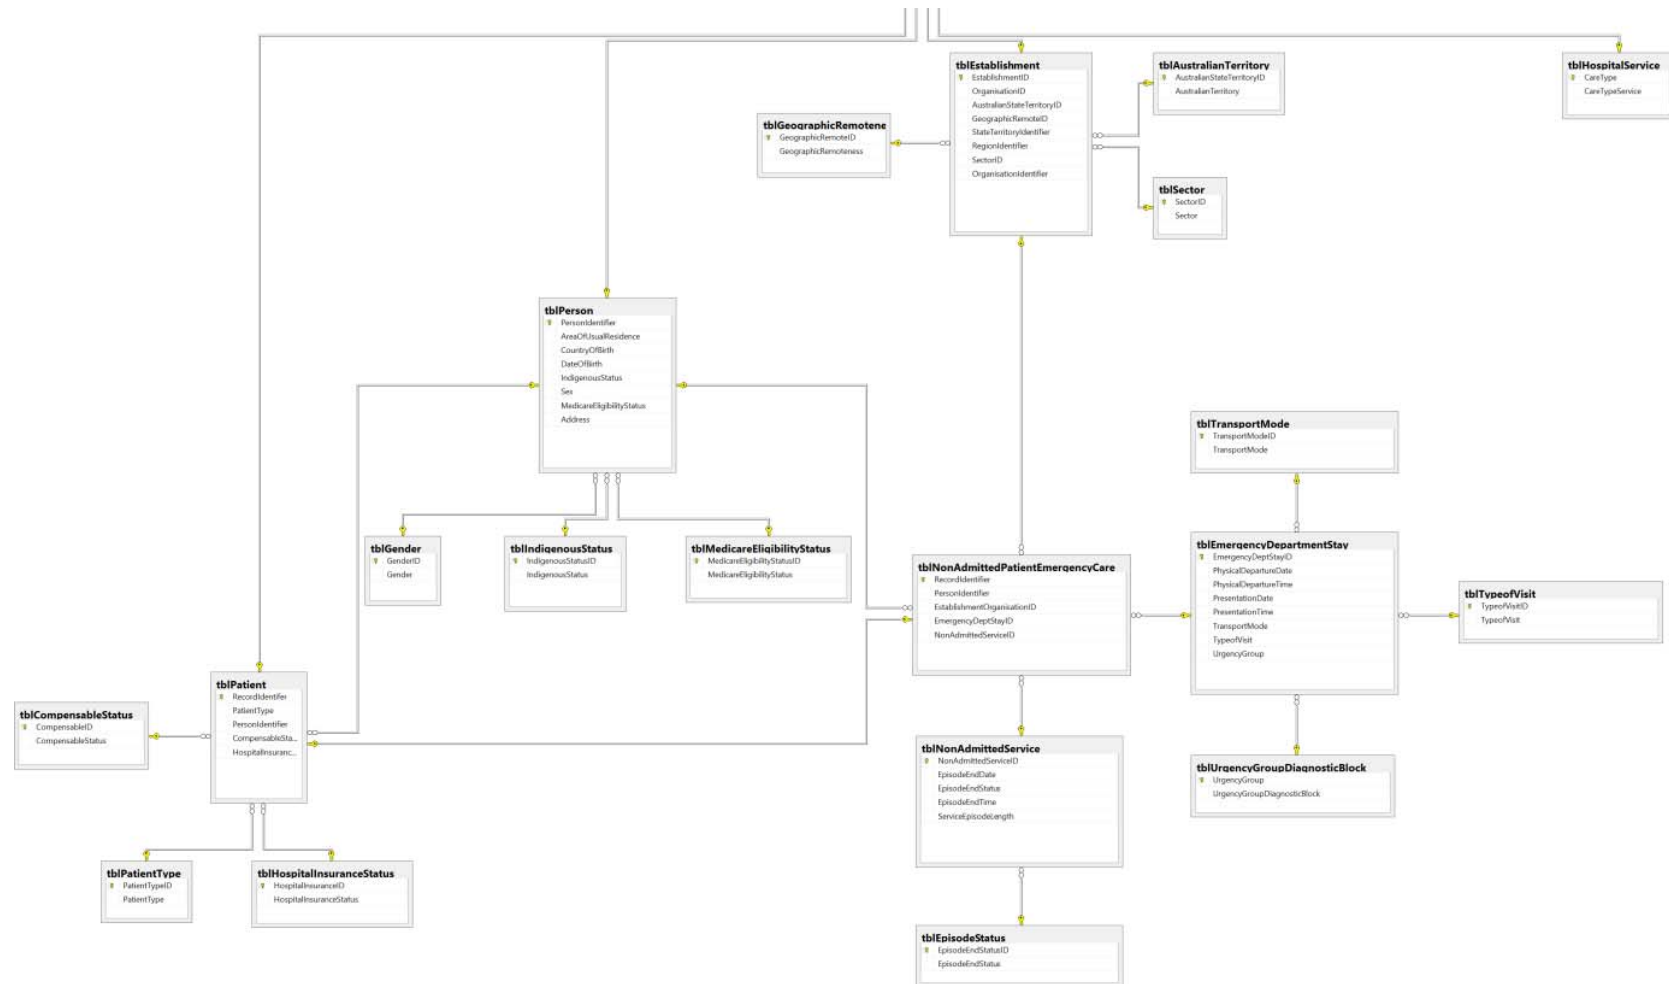 tblEstablishment
EstablishmentID
OrganisationID
AustralianStateTerritoryID
GeographicRemoteID
StateTerritoryIdentifier
RegionIdentifier
SectorID
OrganisationIdentifier
tblAustralianTerritory
AustralianStateTerritoryID
AustralianTerritory
tblHospitalService
CareType
CareTypeService
tblGeographicRemotene
GeographicRemoteID
GeographicRemoteness
tblSector
SectorID
Sector
tblPerson
PersonIdentifier
AreaOfUsualResidence
CountryOfBirth
DateOfBirth
IndigenousStatus
Sex
MedicareEligibilityStatus
Address
tblTransportMode
TransportModeID
TransportMode
tblGender
GenderID
Gender
tblIndigenousStatus
IndigenousStatusID
IndigenousStatus
tblMedicareEligibilityStatus
MedicareEligibilityStatusID
MedicareEligibilityStatus
tblNonAdmittedPatientEmergencyCare
RecordIdentifier
PersonIdentifier
EstablishmentOrganisationID
EmergencyDeptStayID
NonAdmittedServiceID
tblEmergencyDepartmentStay
EmergencyDeptStayID
PhysicalDepartureDate
PhysicalDepartureTime
PresentationDate
PresentationTime
TransportMode
TypeofVisit
UrgencyGroup
tblTypeofVisit
TypeofVisitID
TypeofVisit
tblPatient
RecordIdentifer
PatientType
PersonIdentifier
CompensableSta...
HospitalInsuranc...
tblCompensableStatus
CompensableID
CompensableStatus
tblNonAdmittedService
NonAdmittedServiceID
EpisodeEndDate
EpisodeEndStatus
EpisodeEndTime
ServiceEpisodeLength
tblUrgencyGroupDiagnosticBlock
UrgencyGroup
UrgencyGroupDiagnosticBlock
tblPatientType
PatientTypeID
PatientType
tblHospitalInsuranceStatus
HospitalInsuranceID
HospitalInsuranceStatus
tblEpisodeStatus
EpisodeEndStatusID
EpisodeEndStatus